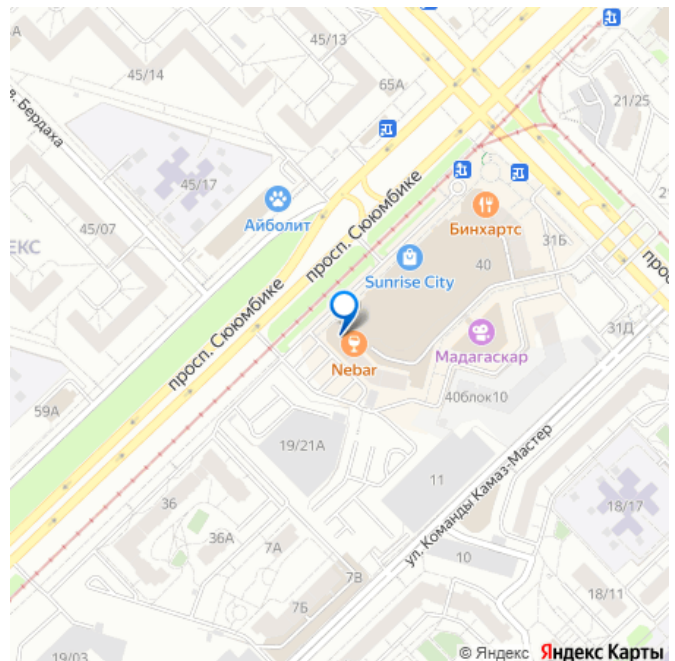 45/13
45/14
65А
21/25
в. Бердаха
45/17
Айболит
просп. Сююмбике
Бинхартс
31Б
45/07
ЕКС
Sunrise City
40
31Д
просп. Сююмбике
Nebar
Мадагаскар
40блок10
59А
19/21А
ул. Команды Камаз-Мастер
11
18/17
36
36А
7А
10
7В
7Б
18/11
19/03
© Яндекс Яндекс Карты